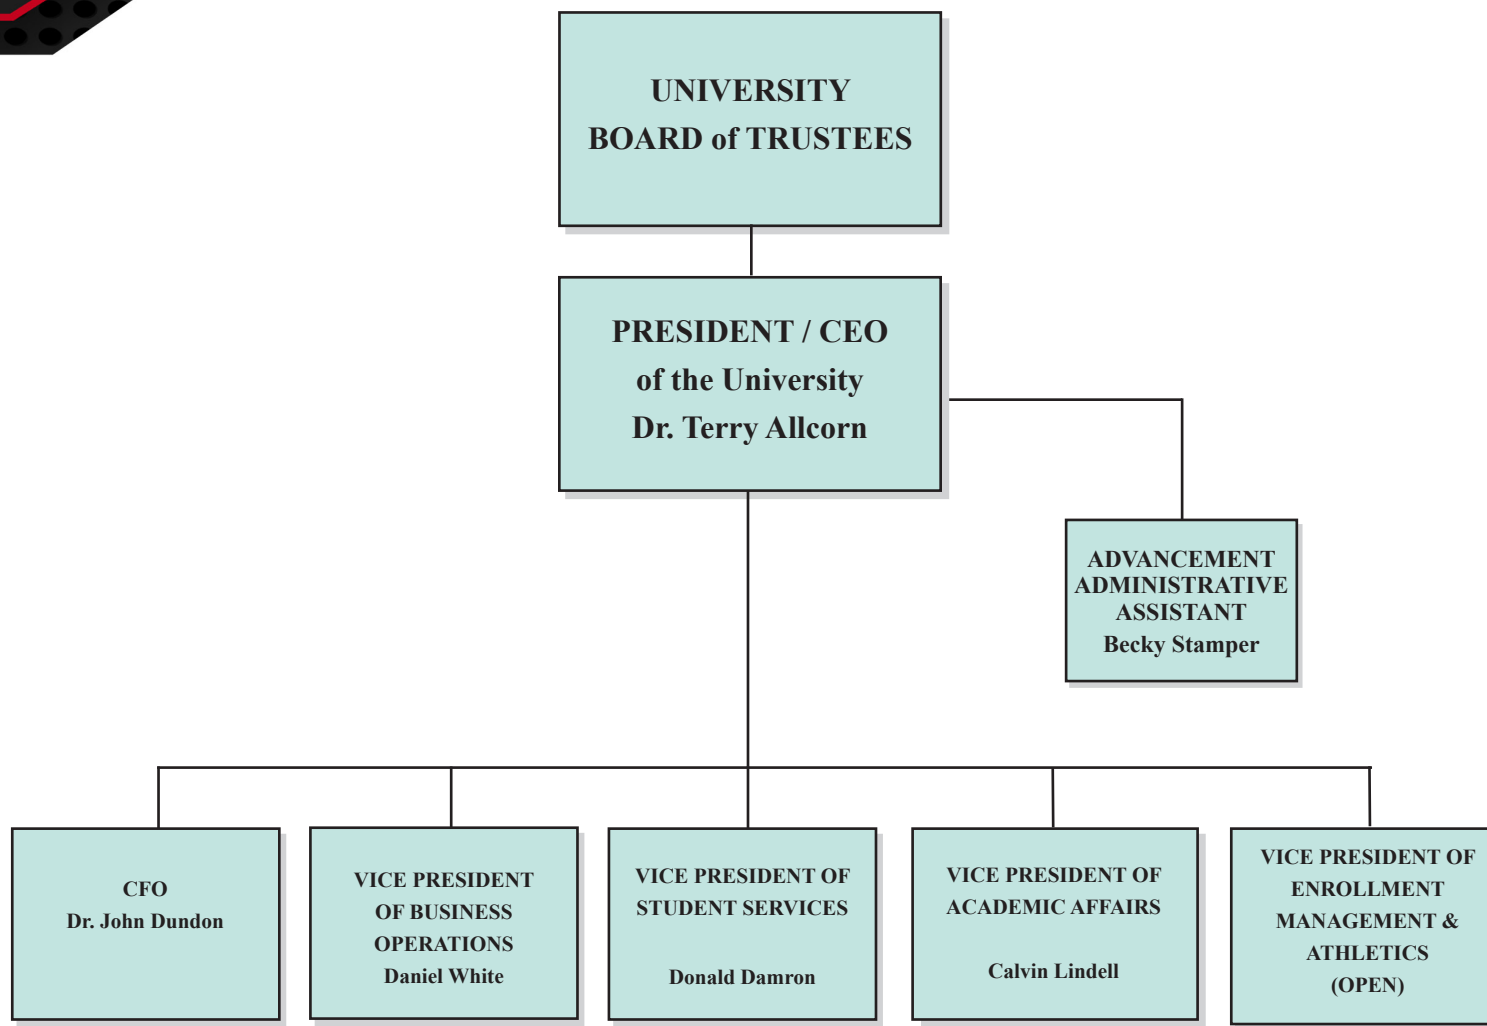 UNIVERSITY
BOARD of TRUSTEES
PRESIDENT / CEO
of the University
Dr. Terry Allcorn
ADVANCEMENT
ADMINISTRATIVE
ASSISTANT
Becky Stamper
CFO
Dr. John Dundon
VICE PRESIDENT
OF BUSINESS
OPERATIONS
Daniel White
VICE PRESIDENT OF
STUDENT SERVICES
Donald Damron
VICE PRESIDENT OF
ACADEMIC AFFAIRS
Calvin Lindell
VICE PRESIDENT OF
ENROLLMENT
MANAGEMENT &
ATHLETICS
(OPEN)